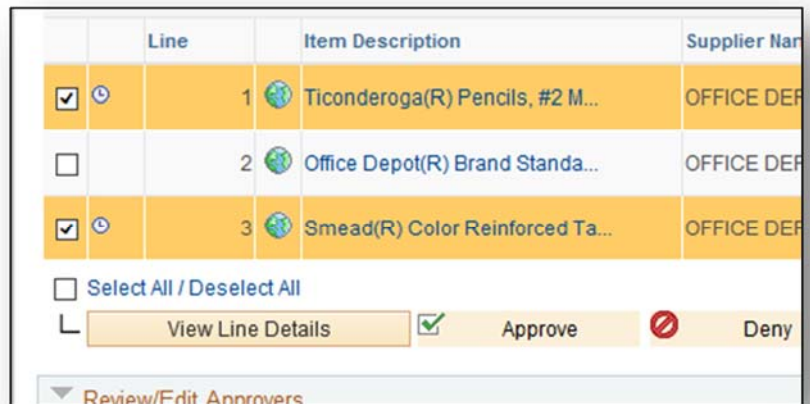 Line Item Description Supplier Nan
1 Ticonderoga(R) Pencils, #2 M... OFFICE DEF
2 Office Depot(R) Brand Standa... OFFICE DEF
3 Smead(R) Color Reinforced Ta... OFFICE DEF
Select All / Deselect All
View Line Details Approve Deny
Review/Edit Approvers